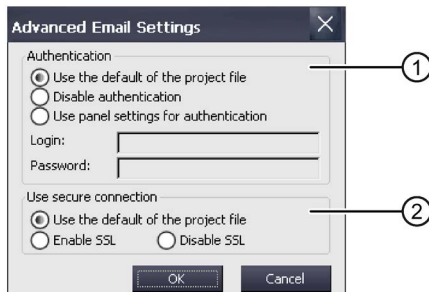 Advanced Email Settings
Authentication
Use the default of the project file
Disable authentication
Use panel settings for authentication
Login:
Password:
Use secure connection
Use the default of the project file
Enable SSL Disable SSL
OK Cancel
1
2